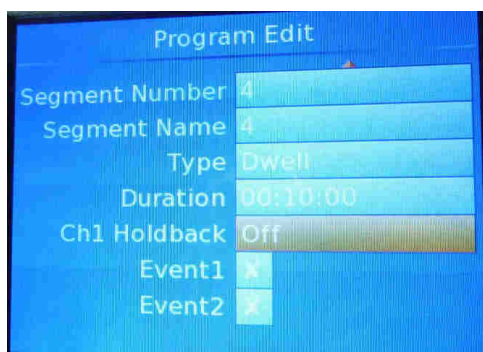 Program Edit
Segment Number 4
Segment Name 4
Type Dwell
Duration 00:10:00
Ch1 Holdback Off
Event1 X
Event2 X